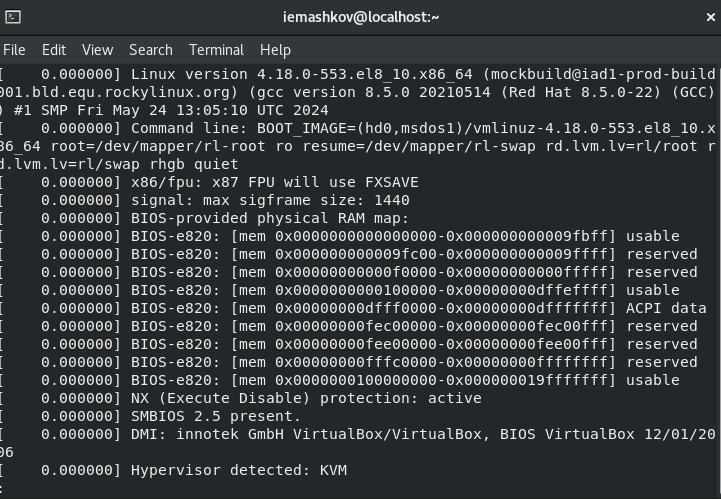 iemashkov@localhost:~
File Edit View Search Terminal Help
[    0.000000] Linux version 4.18.0-553.el8_10.x86_64 (mockbuild@iad1-prod-build
001.bld.equ.rockylinux.org) (gcc version 8.5.0 20210514 (Red Hat 8.5.0-22) (GCC)
) #1 SMP Fri May 24 13:05:10 UTC 2024
[    0.000000] Command line: BOOT_IMAGE=(hd0,msdos1)/vmlinuz-4.18.0-553.el8_10.x
86_64 root=/dev/mapper/rl-root ro resume=/dev/mapper/rl-swap rd.lvm.lv=rl/root r
d.lvm.lv=rl/swap rhgb quiet
[    0.000000] x86/fpu: x87 FPU will use FXSAVE
[    0.000000] signal: max sigframe size: 1440
[    0.000000] BIOS-provided physical RAM map:
[    0.000000] BIOS-e820: [mem 0x0000000000000000-0x000000000009fbff] usable
[    0.000000] BIOS-e820: [mem 0x000000000009fc00-0x000000000009ffff] reserved
[    0.000000] BIOS-e820: [mem 0x00000000000f0000-0x00000000000fffff] reserved
[    0.000000] BIOS-e820: [mem 0x0000000000100000-0x00000000dffeffff] usable
[    0.000000] BIOS-e820: [mem 0x00000000dfff0000-0x00000000dfffffff] ACPI data
[    0.000000] BIOS-e820: [mem 0x00000000fec00000-0x00000000fec00fff] reserved
[    0.000000] BIOS-e820: [mem 0x00000000fee00000-0x00000000fee00fff] reserved
[    0.000000] BIOS-e820: [mem 0x00000000fffc0000-0x00000000ffffffff] reserved
[    0.000000] BIOS-e820: [mem 0x0000000100000000-0x000000019fffffff] usable
[    0.000000] NX (Execute Disable) protection: active
[    0.000000] SMBIOS 2.5 present.
[    0.000000] DMI: innotek GmbH VirtualBox/VirtualBox, BIOS VirtualBox 12/01/20
06
[    0.000000] Hypervisor detected: KVM
: